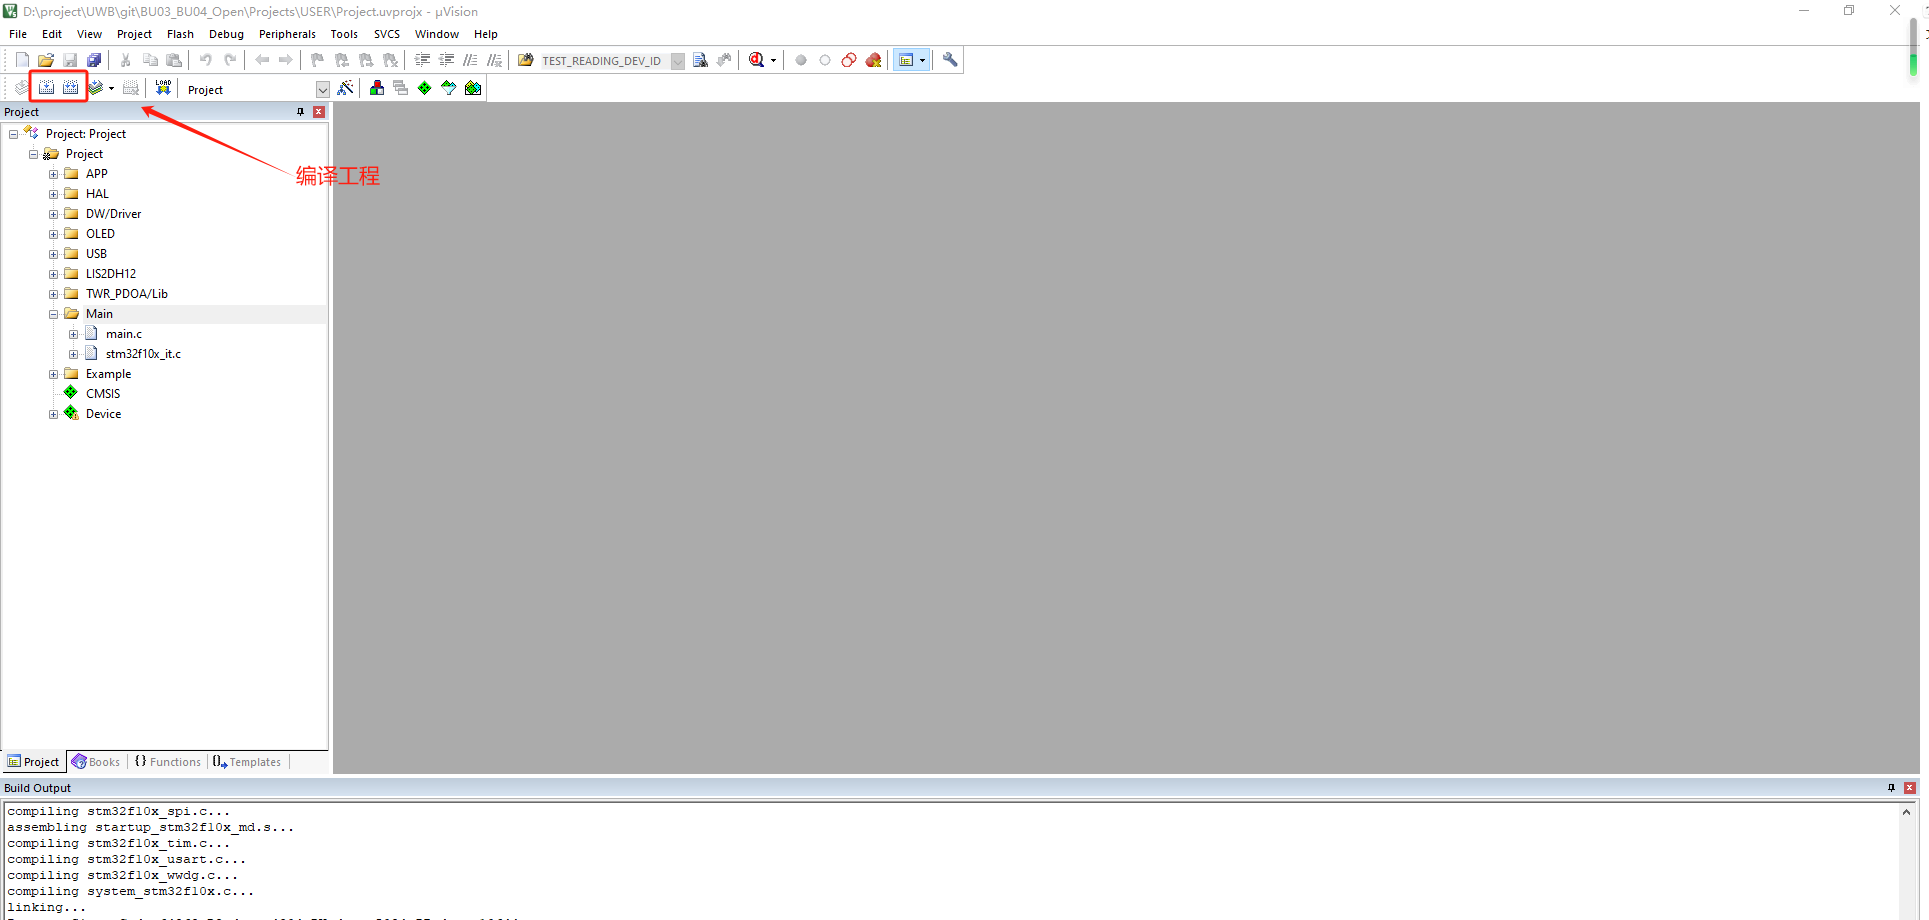 D:\project\UWB\git\BU03_BU04_Open\Projects\USER\Project.uvprojx - µVision
File Edit View Project Flash Debug Peripherals Tools SVCS Window Help
TEST_READING_DEV_ID
LOAD
Project
Project
编译工程
Project: Project
Project
APP
HAL
DW/Driver
OLED
USB
LIS2DH12
TWR_PDOA/Lib
Main
main.c
stm32f10x_it.c
Example
CMSIS
Device
Project Books {} Functions Templates
Build Output
compiling stm32f10x_spi.c...
assembling startup_stm32f10x_md.s...
compiling stm32f10x_tim.c...
compiling stm32f10x_usart.c...
compiling stm32f10x_wwdg.c...
compiling system_stm32f10x.c...
linking...